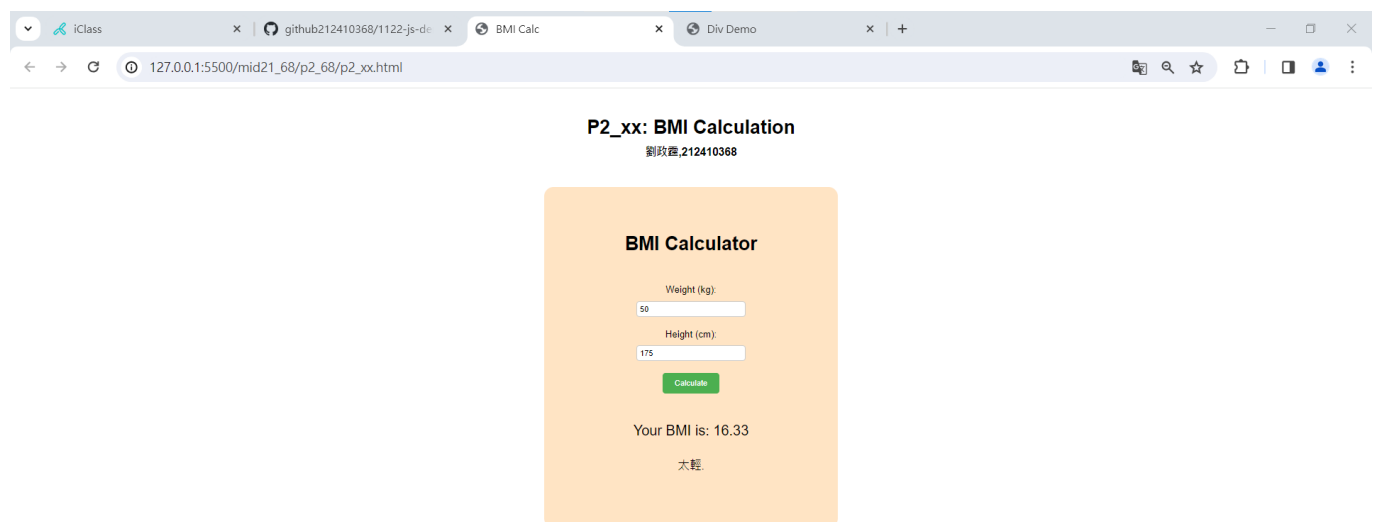 iClass
github212410368/1122-js-de
BMI Calc
Div Demo
127.0.0.1:5500/mid21_68/p2_68/p2_xx.html
P2_xx: BMI Calculation
劉政霆,212410368
BMI Calculator
Weight (kg):
50
Height (cm):
175
Calculate
Your BMI is: 16.33
太輕.